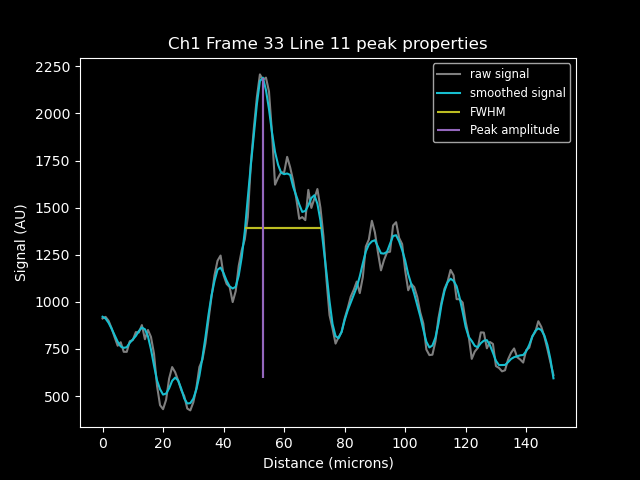 Ch1 Frame 33 Line 11 peak properties
raw signal
smoothed signal
FWHM
Peak amplitude
Signal (AU)
2250
2000
1750
1500
1250
1000
750
500
0 20 40 60 80 100 120 140
Distance (microns)